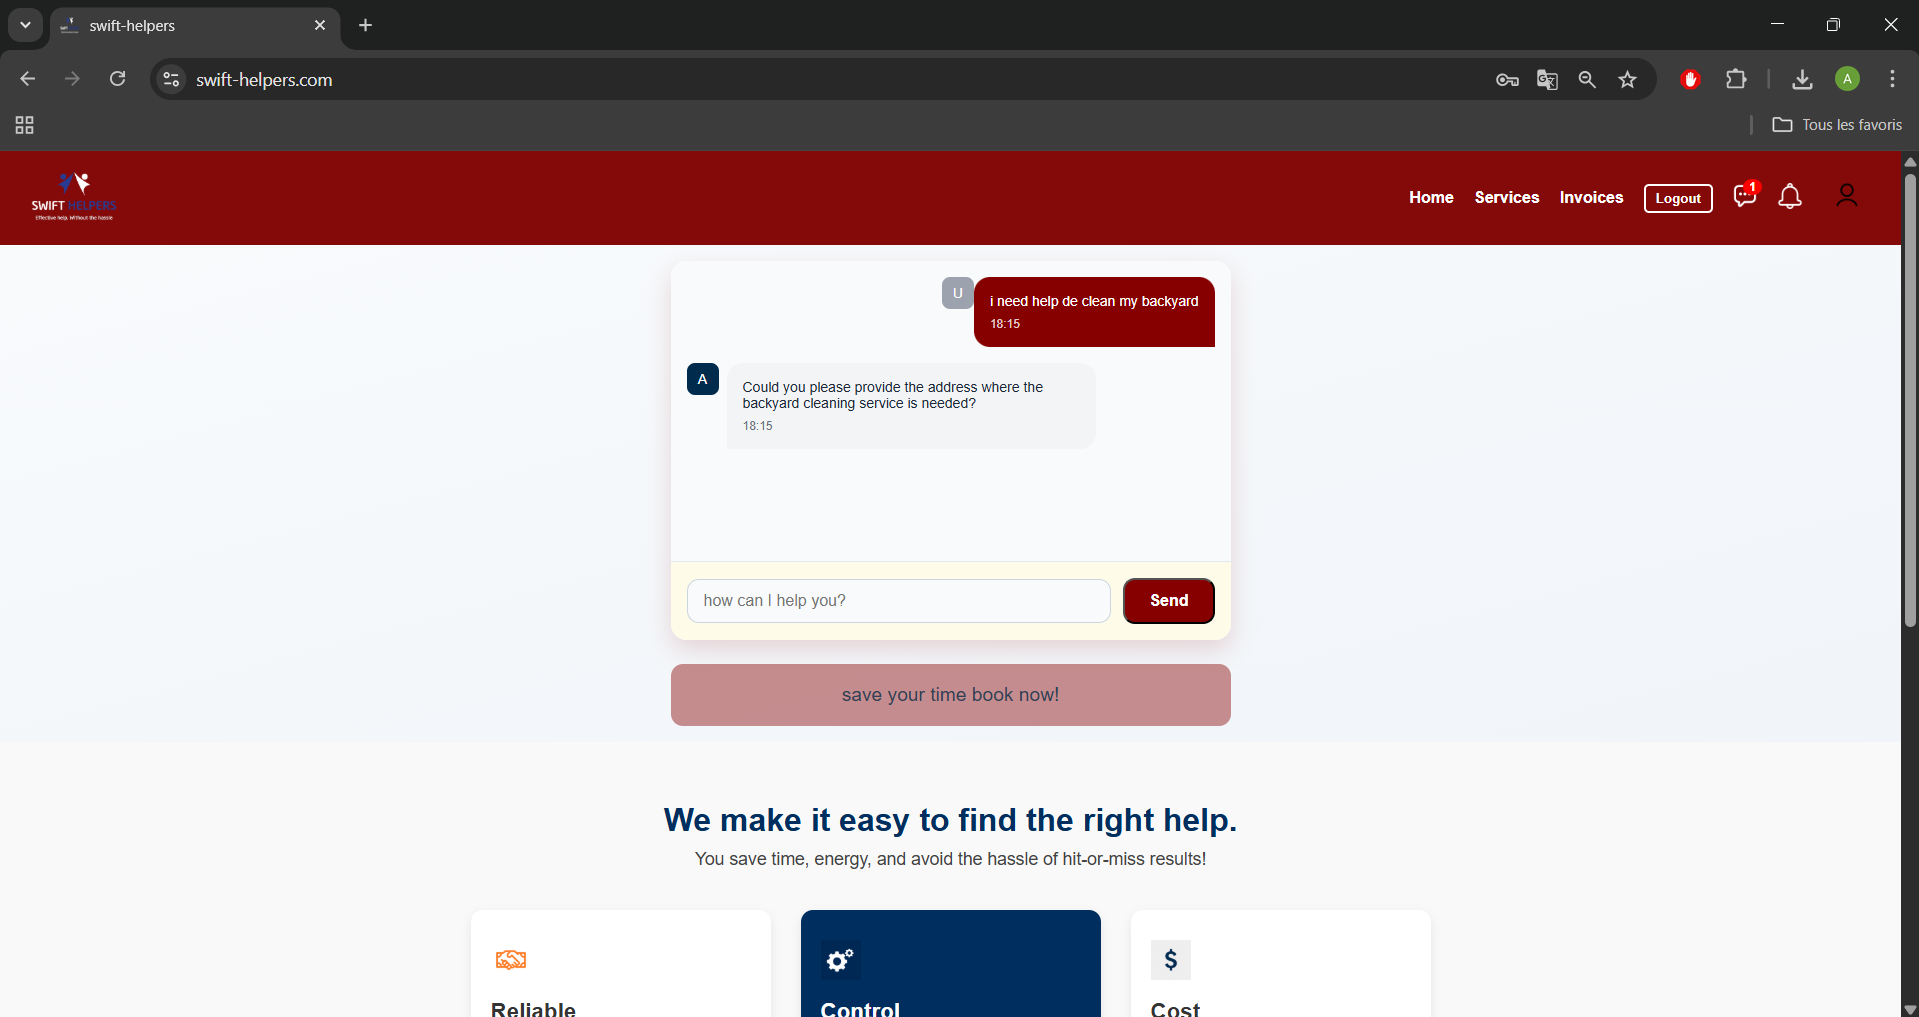 swift-helpers
swift-helpers.com
A
Tous les favoris
SWIFT HELPERS
Effective help. Without the hassle
Home Services Invoices Logout 1
U
i need help de clean my backyard
18:15
A
Could you please provide the address where the
backyard cleaning service is needed?
18:15
how can I help you?
Send
save your time book now!
We make it easy to find the right help.
You save time, energy, and avoid the hassle of hit-or-miss results!
$
Reliable
Control
Cost